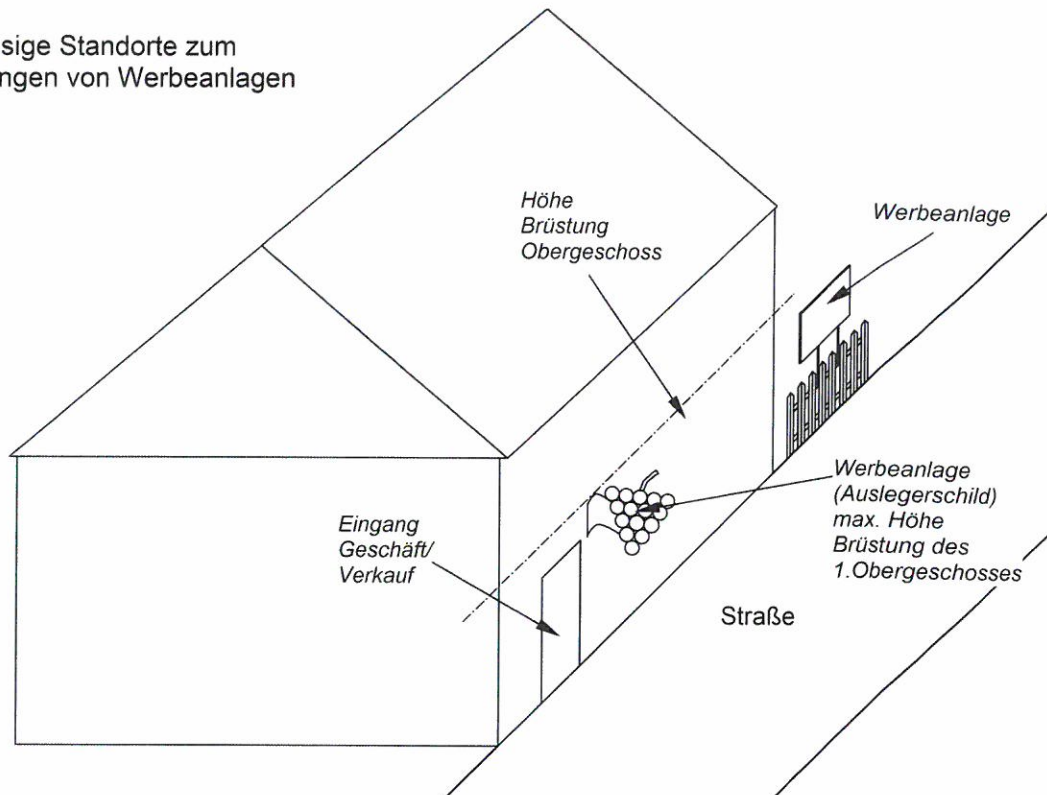 sige Standorte zum
ngen von Werbeanlagen
Höhe
Brüstung
Obergeschoss
Werbeanlage
Werbeanlage
(Auslegerschild)
max. Höhe
Brüstung des
1.Obergeschosses
Eingang
Geschäft/
Verkauf
Straße